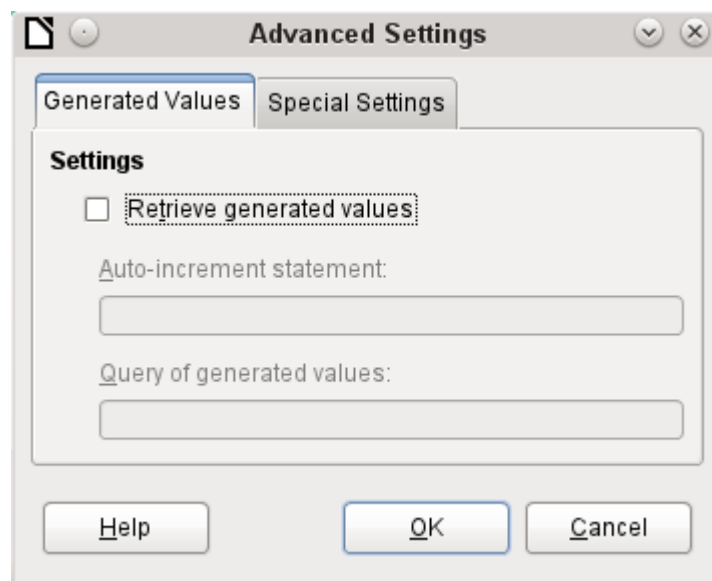 Advanced Settings
Generated Values Special Settings
Settings
Retrieve generated values
Auto-increment statement:
Query of generated values:
Help OK Cancel